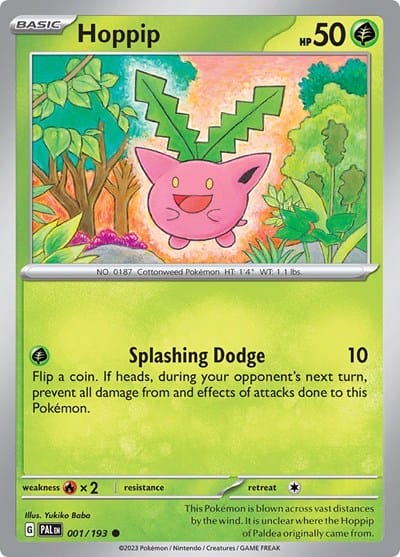 BASIC
Hoppip
HP 50
NO. 0187 Cottonweed Pokémon HT: 1'4" WT: 1.1 lbs.
Splashing Dodge 10
Flip a coin. If heads, during your opponent's next turn,
prevent all damage from and effects of attacks done to this
Pokémon.
weakness × 2 resistance retreat
Illus. Yukiko Baba
G PAL EN 001/193
This Pokémon is blown across vast distances
by the wind. It is unclear where the Hoppip
of Paldea originally came from.
©2023 Pokémon / Nintendo / Creatures / GAME FREAK